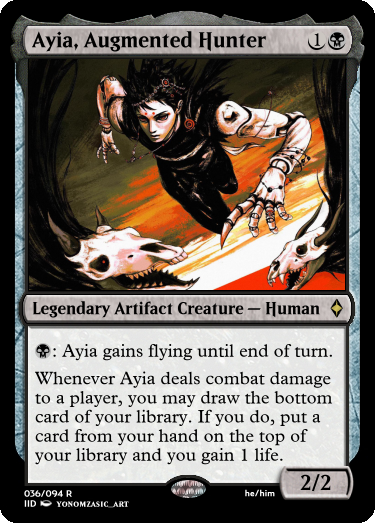 Ayia, Augmented Hunter 1
Legendary Artifact Creature — Human
: Ayia gains flying until end of turn.
Whenever Ayia deals combat damage
to a player, you may draw the bottom
card of your library. If you do, put a
card from your hand on the top of
your library and you gain 1 life.
2/2
036/094 R he/him
IID YONOMZASIC_ART